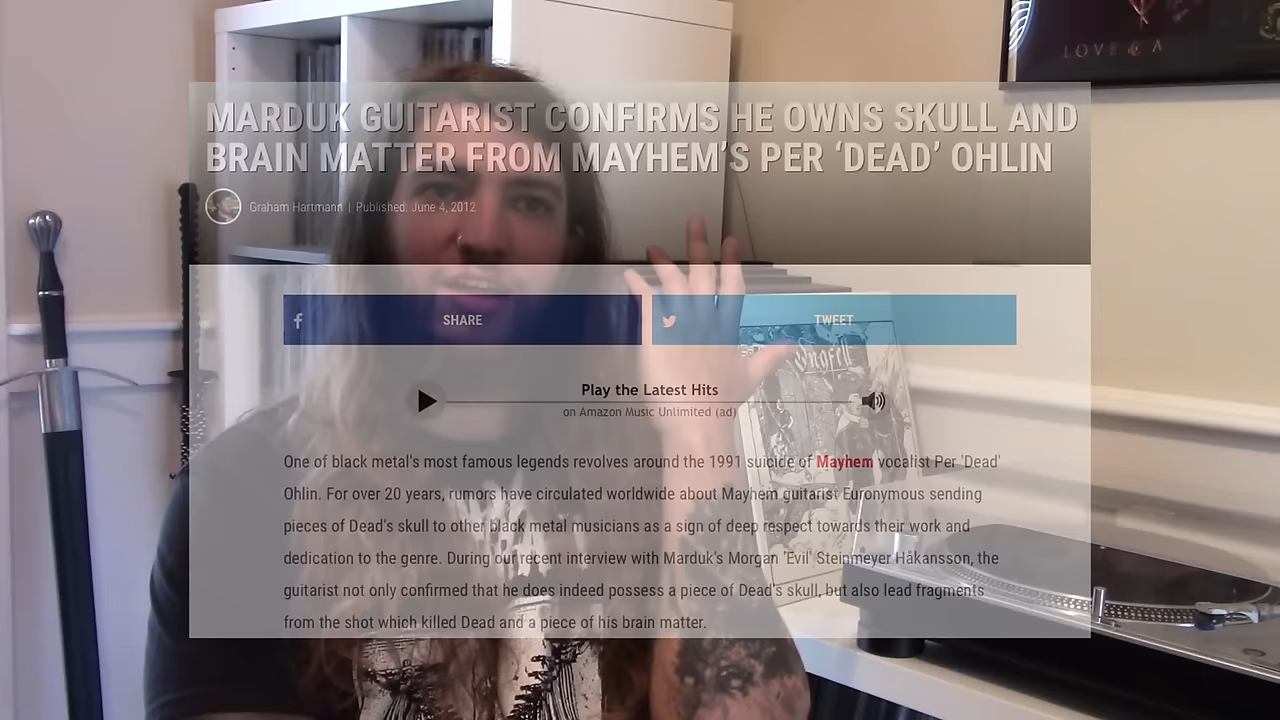 LOVE & A
MARDUK GUITARIST CONFIRMS HE OWNS SKULL AND
BRAIN MATTER FROM MAYHEM'S PER 'DEAD' OHLIN
Graham Hartmann | Published: June 4, 2012
SHARE
TWEET
Play the Latest Hits
on Amazon Music Unlimited (ad)
One of black metal's most famous legends revolves around the 1991 suicide of Mayhem vocalist Per 'Dead'
Ohlin. For over 20 years, rumors have circulated worldwide about Mayhem guitarist Euronymous sending
pieces of Dead's skull to other black metal musicians as a sign of deep respect towards their work and
dedication to the genre. During our recent interview with Marduk's Morgan 'Evil' Steinmeyer Håkansson, the
guitarist not only confirmed that he does indeed possess a piece of Dead's skull, but also lead fragments
from the shot which killed Dead and a piece of his brain matter.